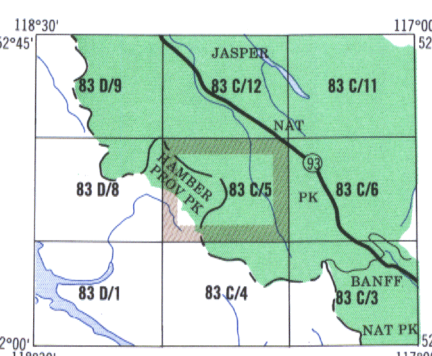 118°30'
117°00
52°45'
52
JASPER
83 D/9
83 C/12
83 C/11
NAT
93
HAMBER
PROV PK
83 D/8
83 C/5
PK
83 C/6
BANFF
83 D/1
83 C/4
83 C/3
NAT PK
2°00'
52